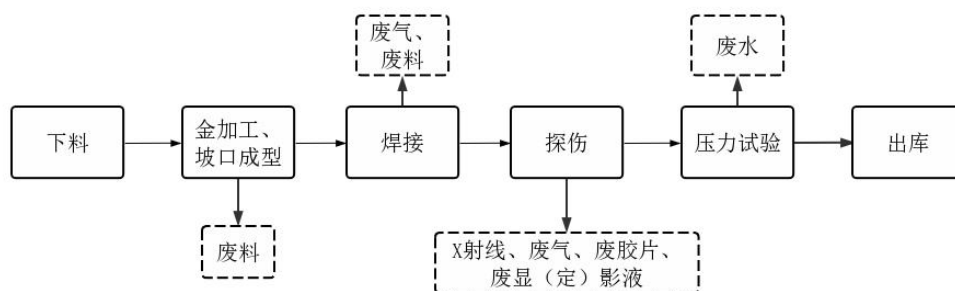 废气、
废料
废水
下料
金加工、
坡口成型
焊接
探伤
压力试验
出库
废料
X射线、废气、废胶片、
废显（定）影液